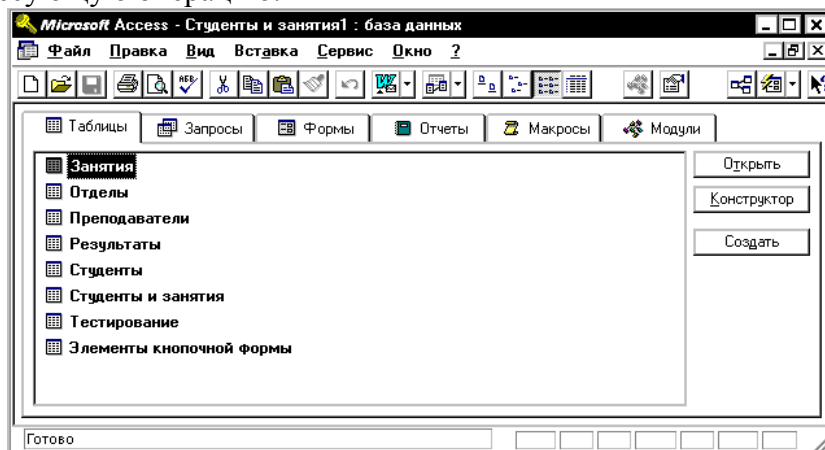 Microsoft Access - Студенты и занятия1 : база данных
Файл Правка Вид Вставка Сервис Окно ?
Таблицы Запросы Формы Отчеты Макросы Модули
Занятия
Отделы
Преподаватели
Результаты
Студенты
Студенты и занятия
Тестирование
Элементы кнопочной формы
Открыть
Конструктор
Создать
Готово